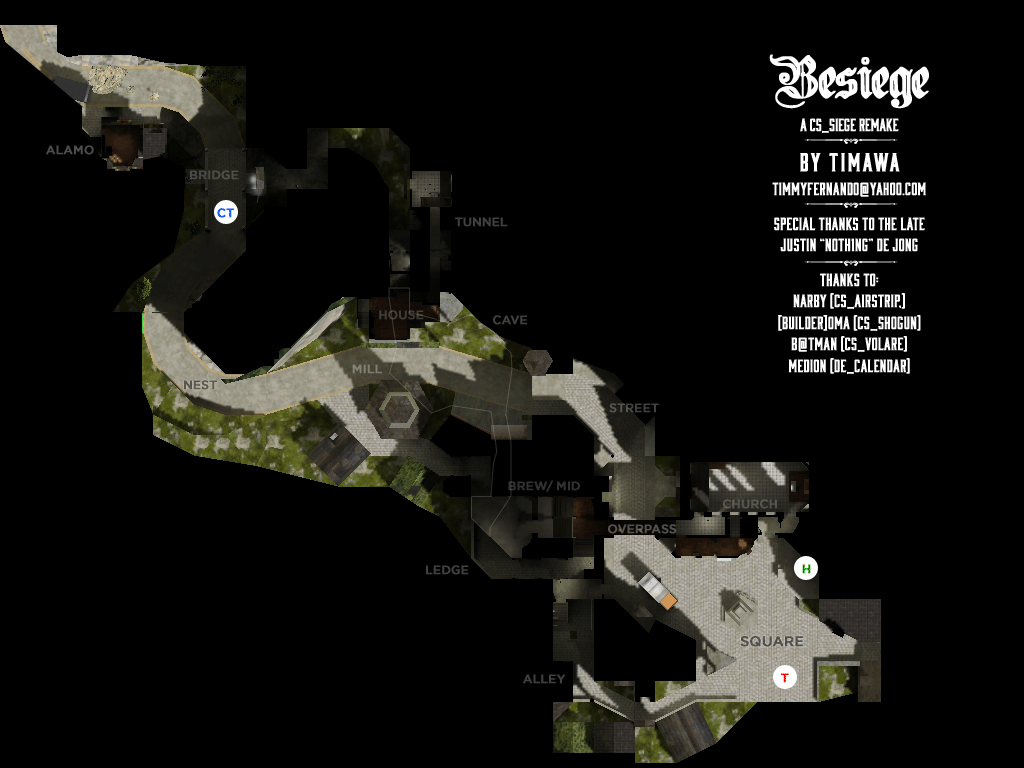 Besiege
A CS_SIEGE REMAKE
BY TIMAWA
TIMMYFERNANDO@YAHOO.COM
SPECIAL THANKS TO THE LATE
JUSTIN "NOTHING" DE JONG
THANKS TO:
NARBY [CS_AIRSTRIP.]
[BUILDER]OMA [CS_SHOGUN]
B@TMAN [CS_VOLARE]
MEDION [DE_CALENDAR]
ALAMO
BRIDGE
CT
TUNNEL
HOUSE
CAVE
MILL
NEST
STREET
BREW/ MID
CHURCH
OVERPASS
LEDGE
H
SQUARE
ALLEY
T